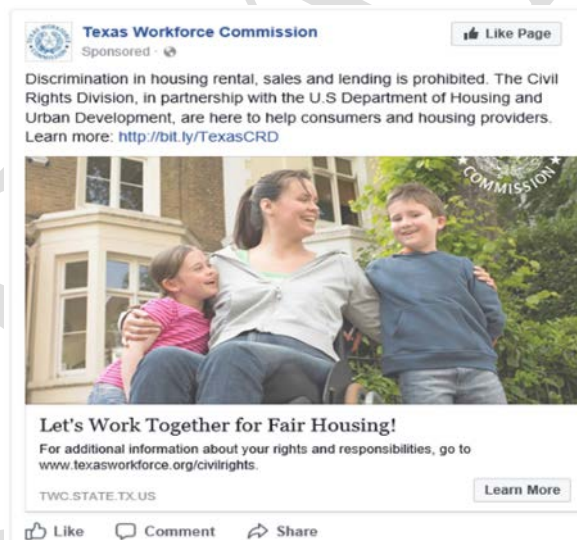 Texas Workforce Commission
Like Page
Sponsored ·
Discrimination in housing rental, sales and lending is prohibited. The Civil
Rights Division, in partnership with the U.S Department of Housing and
Urban Development, are here to help consumers and housing providers.
Learn more: http://bit.ly/TexasCRD
COMMISSION
Let's Work Together for Fair Housing!
For additional information about your rights and responsibilities, go to
www.texasworkforce.org/civilrights.
TWC.STATE.TX.US
Learn More
Like Comment Share